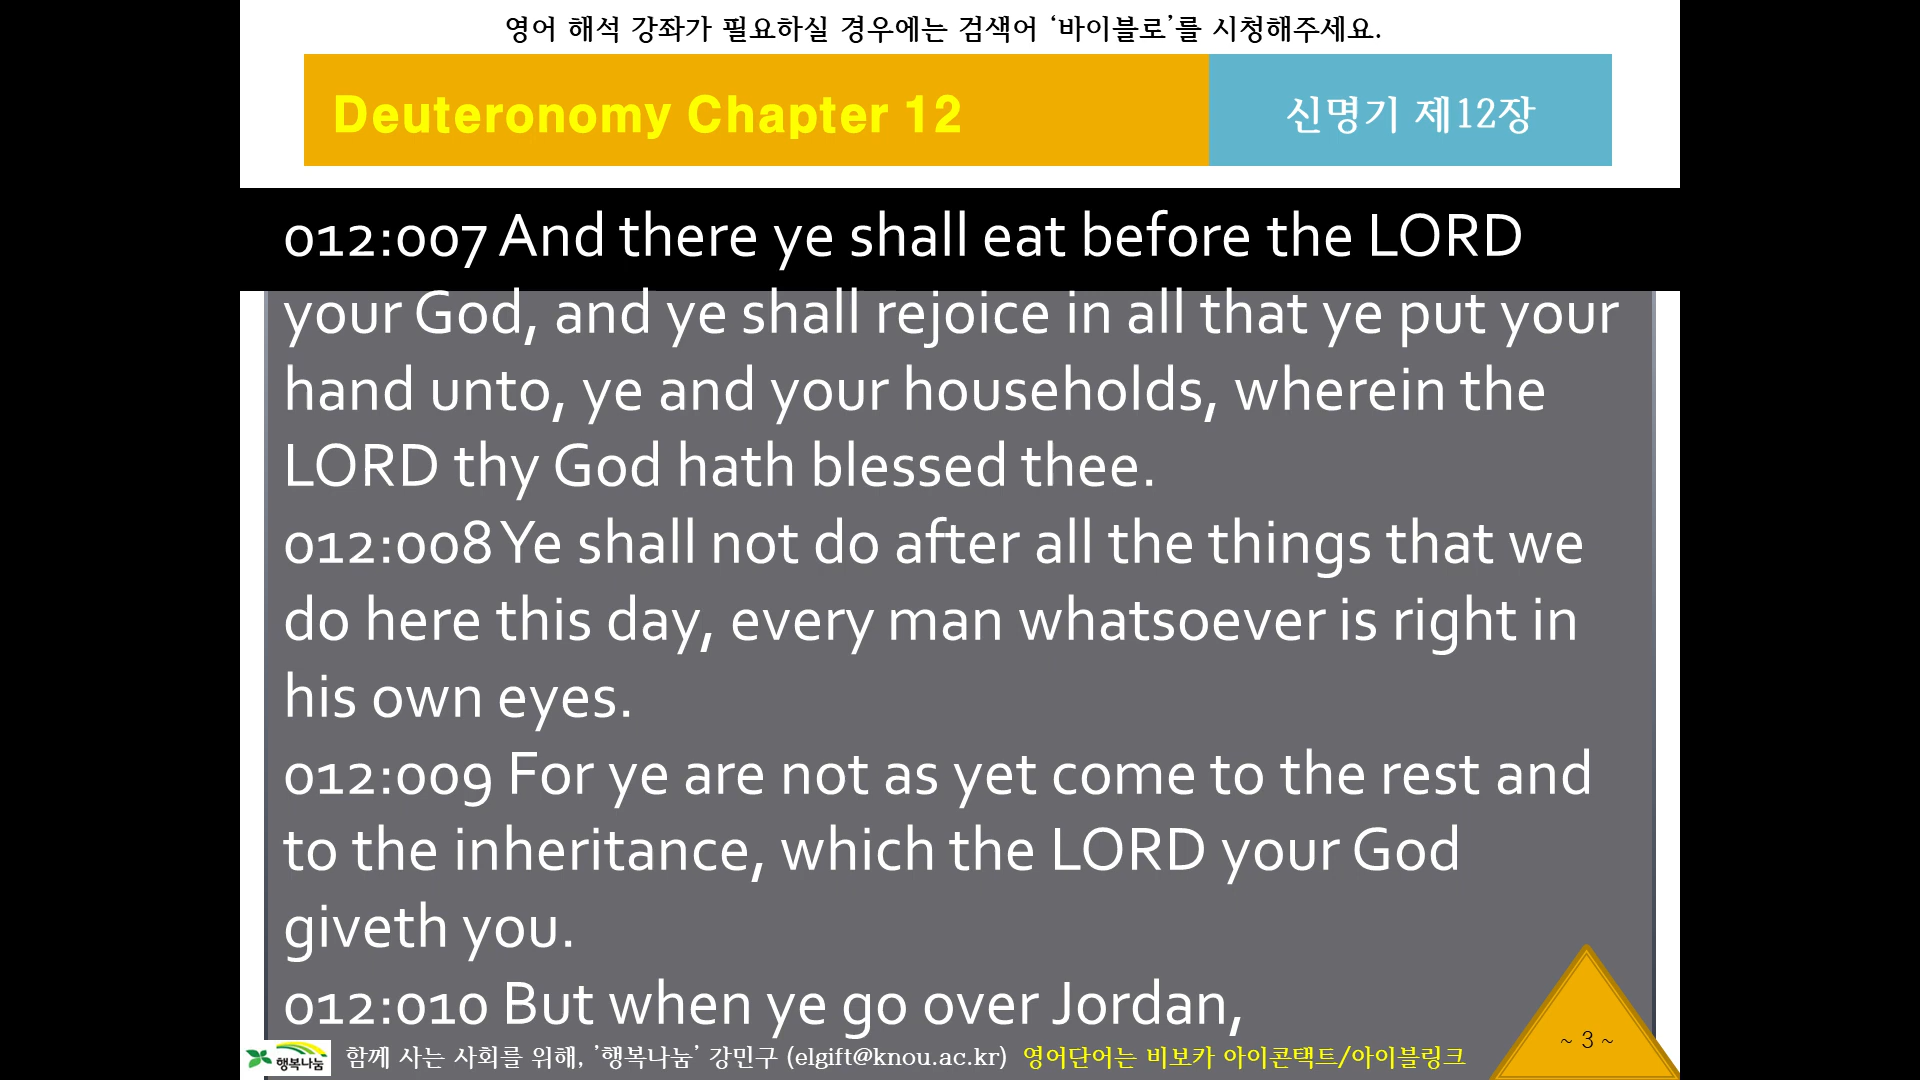 영어 해석 강좌가 필요하실 경우에는 검색어 ‘바이블로’를 시청해주세요.
Deuteronomy Chapter 12
신명기 제12장
012:007 And there ye shall eat before the LORD
your God, and ye shall rejoice in all that ye put your
hand unto, ye and your households, wherein the
LORD thy God hath blessed thee.
012:008 Ye shall not do after all the things that we
do here this day, every man whatsoever is right in
his own eyes.
012:009 For ye are not as yet come to the rest and
to the inheritance, which the LORD your God
giveth you.
012:010 But when ye go over Jordan,
~ 3 ~
행복나눔
함께 사는 사회를 위해, ’행복나눔’ 강민구 (elgift@knou.ac.kr) 영어단어는 비보카 아이콘택트/아이블링크